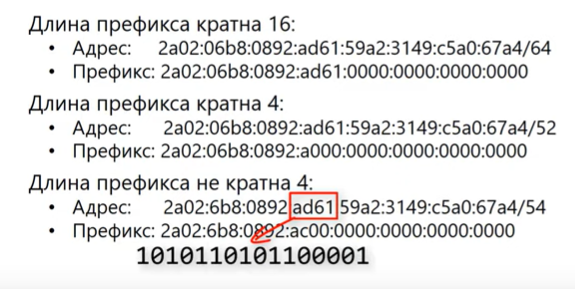 Длина префикса кратна 16:
• Адрес: 2a02:06b8:0892:ad61:59a2:3149:c5a0:67a4/64
• Префикс: 2a02:06b8:0892:ad61:0000:0000:0000:0000
Длина префикса кратна 4:
• Адрес: 2a02:06b8:0892:ad61:59a2:3149:c5a0:67a4/52
• Префикс: 2a02:06b8:0892:a000:0000:0000:0000:0000
Длина префикса не кратна 4:
• Адрес: 2a02:6b8:0892:ad61:59a2:3149:c5a0:67a4/54
• Префикс: 2a02:6b8:0892:ac00:0000:0000:0000:0000
1010110101100001